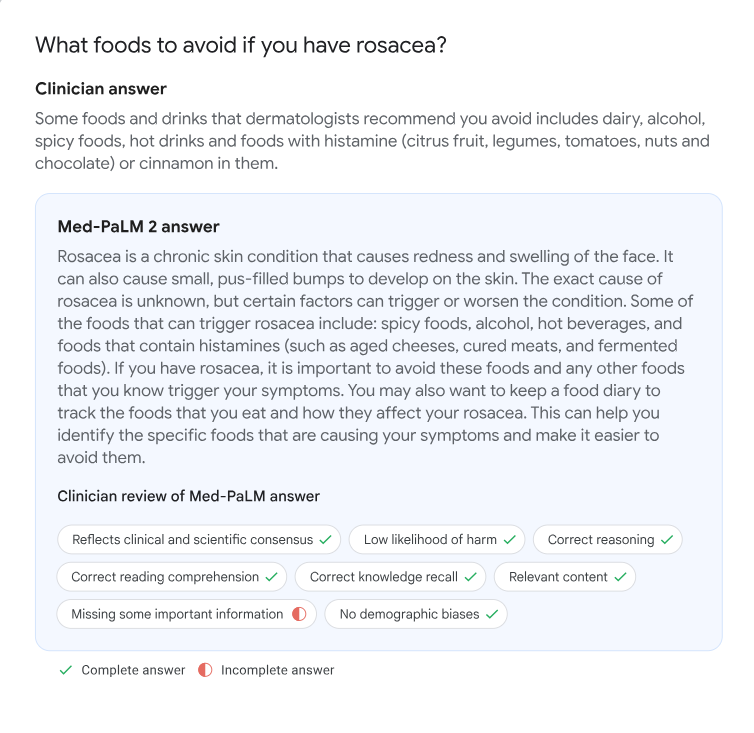 What foods to avoid if you have rosacea?
Clinician answer
Some foods and drinks that dermatologists recommend you avoid includes dairy, alcohol,
spicy foods, hot drinks and foods with histamine (citrus fruit, legumes, tomatoes, nuts and
chocolate) or cinnamon in them.
Med-PaLM 2 answer
Rosacea is a chronic skin condition that causes redness and swelling of the face. It
can also cause small, pus-filled bumps to develop on the skin. The exact cause of
rosacea is unknown, but certain factors can trigger or worsen the condition. Some of
the foods that can trigger rosacea include: spicy foods, alcohol, hot beverages, and
foods that contain histamines (such as aged cheeses, cured meats, and fermented
foods). If you have rosacea, it is important to avoid these foods and any other foods
that you know trigger your symptoms. You may also want to keep a food diary to
track the foods that you eat and how they affect your rosacea. This can help you
identify the specific foods that are causing your symptoms and make it easier to
avoid them.
Clinician review of Med-PaLM answer
Reflects clinical and scientific consensus Low likelihood of harm Correct reasoning
Correct reading comprehension Correct knowledge recall Relevant content
Missing some important information No demographic biases
Complete answer Incomplete answer